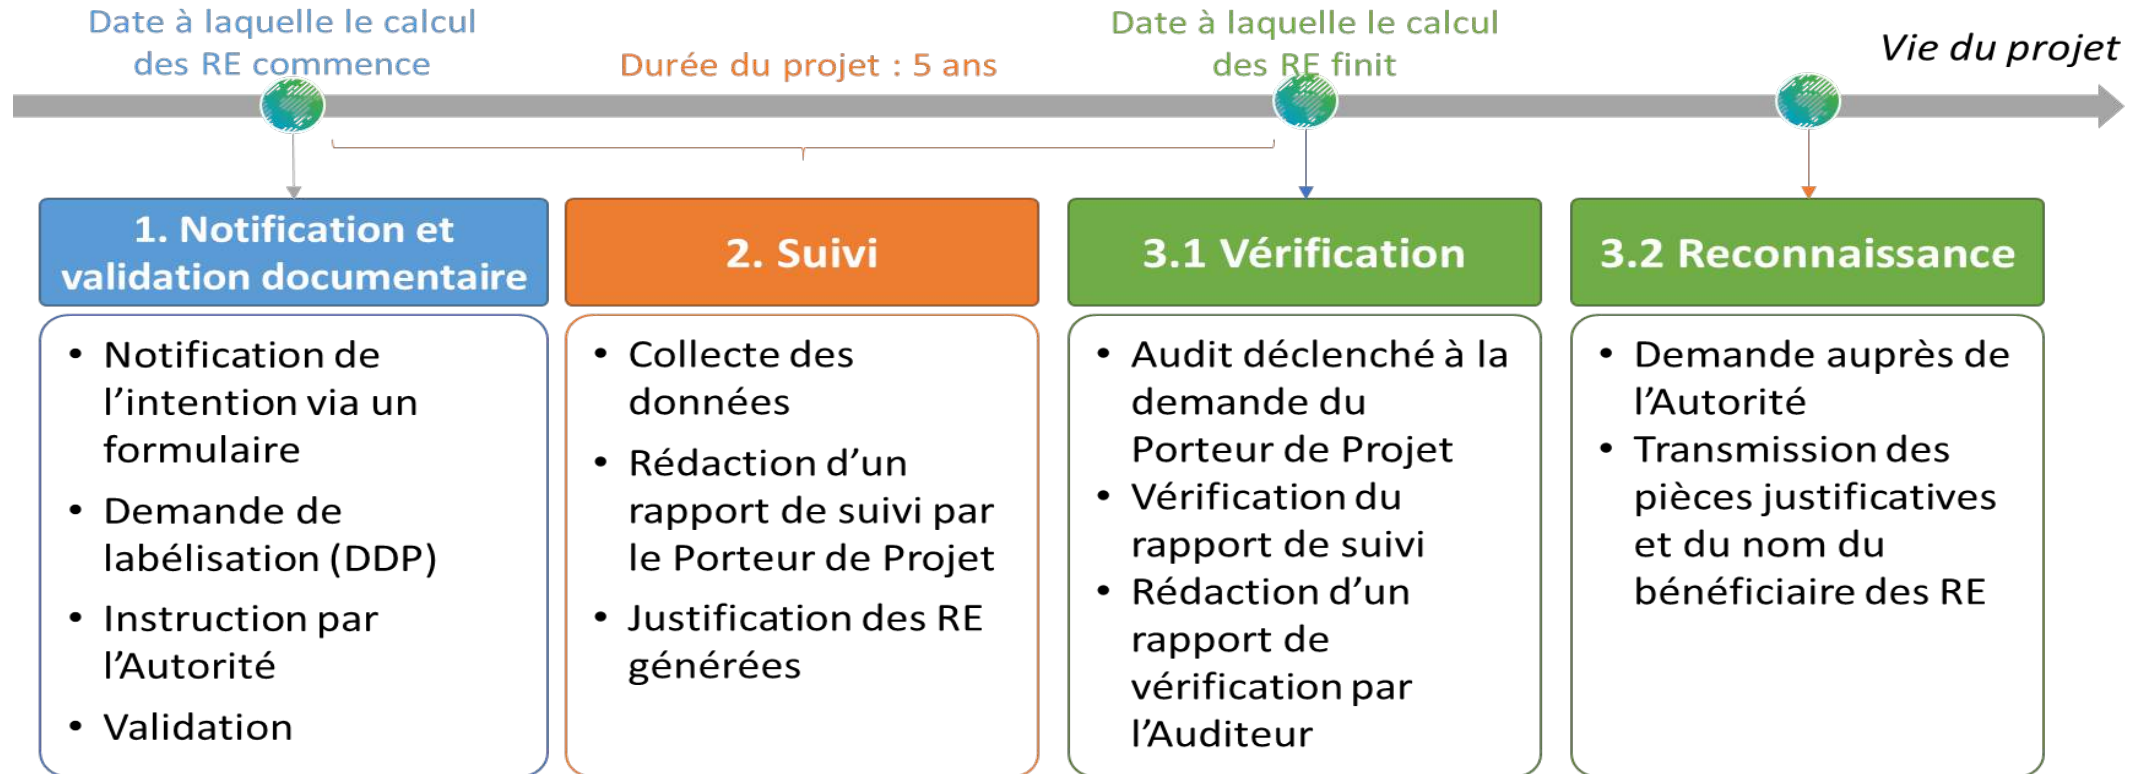 Date à laquelle le calcul
des RE commence
Durée du projet : 5 ans
Date à laquelle le calcul
des RE finit
Vie du projet
1. Notification et
validation documentaire
• Notification de
l’intention via un
formulaire
• Demande de
labélisation (DDP)
• Instruction par
l’Autorité
• Validation
2. Suivi
• Collecte des
données
• Rédaction d’un
rapport de suivi par
le Porteur de Projet
• Justification des RE
générées
3.1 Vérification
• Audit déclenché à la
demande du
Porteur de Projet
• Vérification du
rapport de suivi
• Rédaction d’un
rapport de
vérification par
l’Auditeur
3.2 Reconnaissance
• Demande auprès de
l’Autorité
• Transmission des
pièces justificatives
et du nom du
bénéficiaire des RE